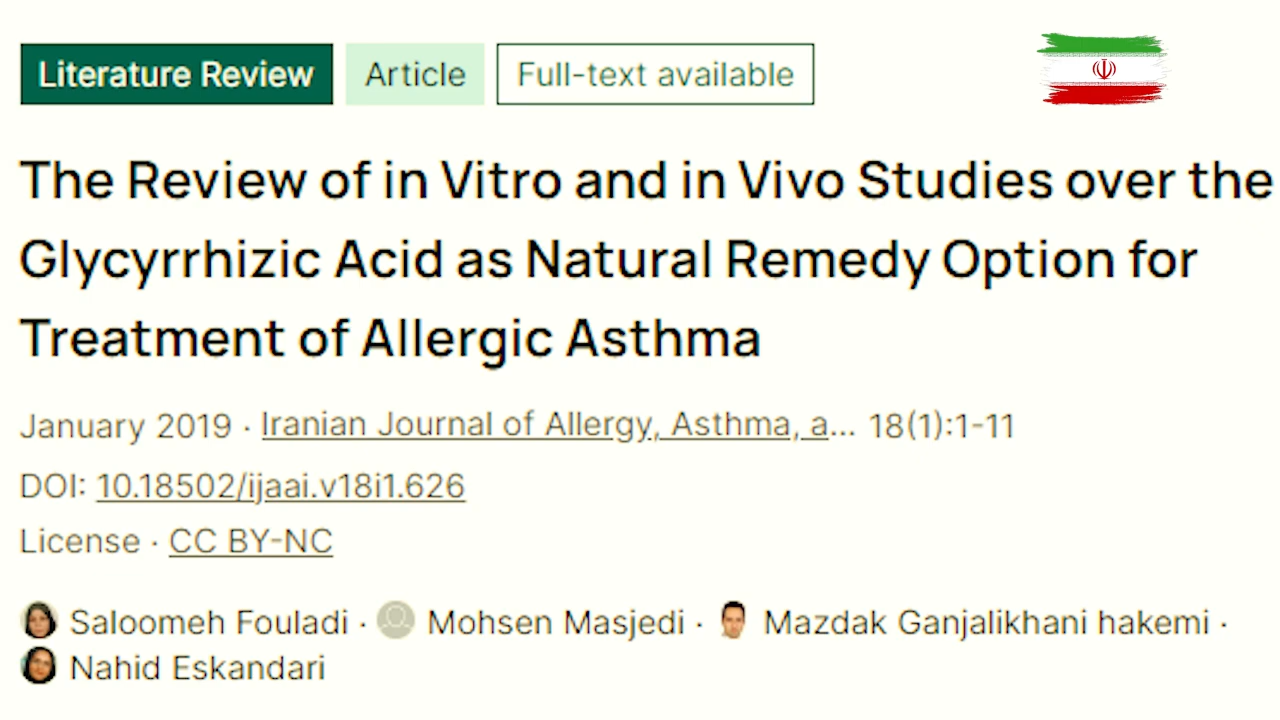 Literature Review Article Full-text available
The Review of in Vitro and in Vivo Studies over the
Glycyrrhizic Acid as Natural Remedy Option for
Treatment of Allergic Asthma
January 2019 · Iranian Journal of Allergy, Asthma, a... 18(1):1-11
DOI: 10.18502/ijaai.v18i1.626
License · CC BY-NC
Saloomeh Fouladi · Mohsen Masjedi · Mazdak Ganjalikhani hakemi ·
Nahid Eskandari